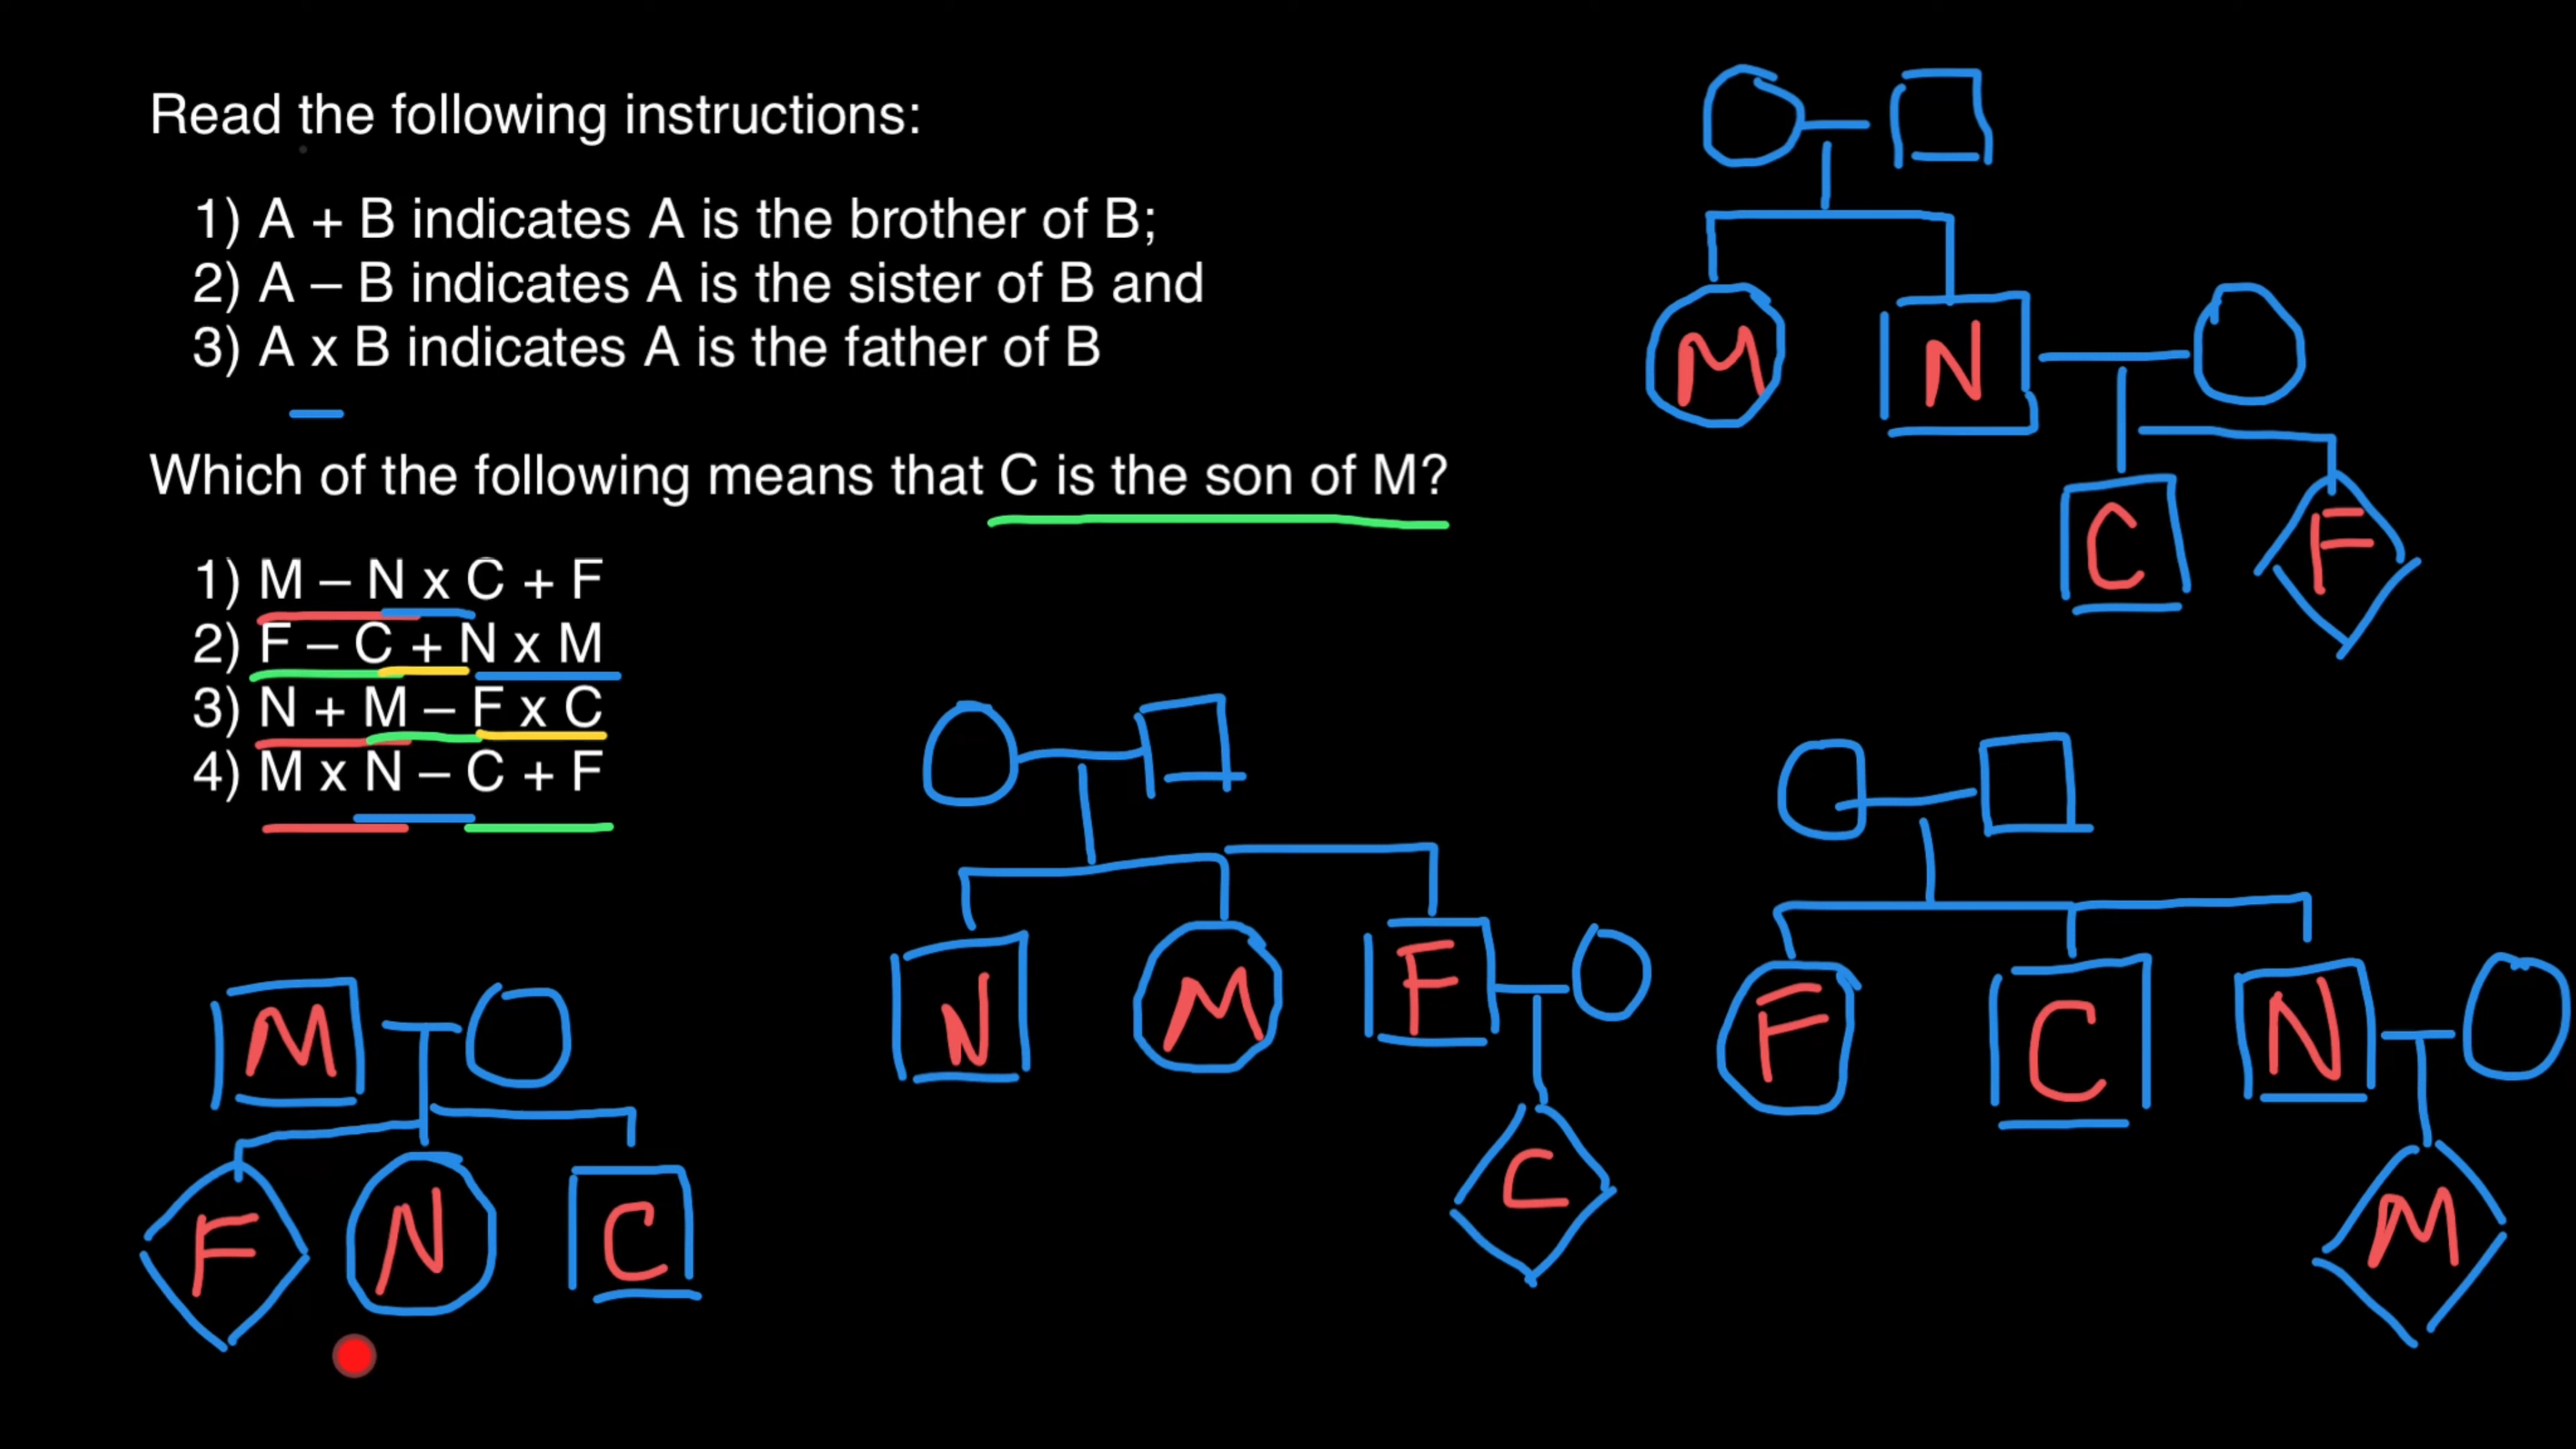 Read the following instructions:
1) A + B indicates A is the brother of B;
2) A – B indicates A is the sister of B and
3) A x B indicates A is the father of B
Which of the following means that C is the son of M?
1) M – N x C + F
2) F – C + N x M
3) N + M – F x C
4) M x N – C + F
M N
C F
N M F
C
F C N
M
M
F N C